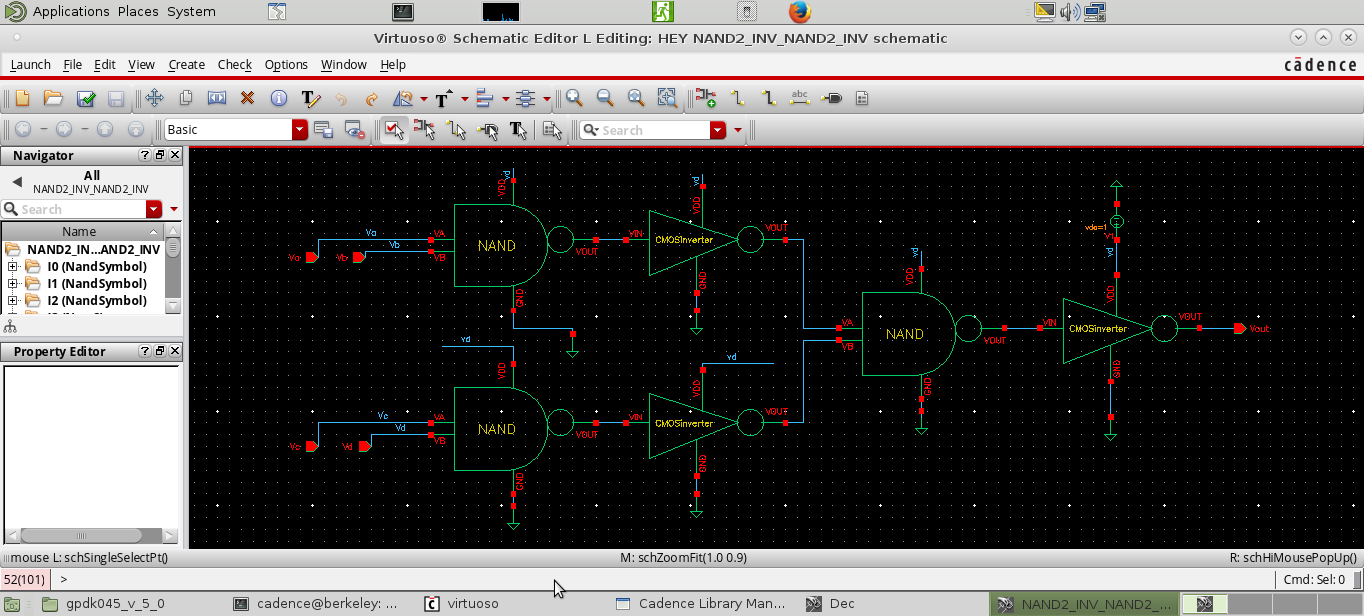 Applications Places System
Virtuoso® Schematic Editor L Editing: HEY NAND2_INV_NAND2_INV schematic
Launch File Edit View Create Check Options Window Help
cādence
abc
Basic
Search
Navigator
All
NAND2_INV_NAND2_INV
Search
Name
NAND2_IN...AND2_INV
I0 (NandSymbol)
I1 (NandSymbol)
I2 (NandSymbol)
Property Editor
vd
VDD
Va
VA
Vb
VB
Va
Vb
NAND
VOUT
GND
vd
VDD
VIN
CMOSinverter
VOUT
GND
vd
VDD
VA
VB
NAND
VOUT
GND
vdc=1
vd
VDD
VIN
CMOSinverter
VOUT
Vout
GND
vd
VDD
Vc
VA
Vd
VB
Vc
Vd
NAND
VOUT
GND
vd
VDD
VIN
CMOSinverter
VOUT
GND
mouse L: schSingleSelectPt()
M: schZoomFit(1.0 0.9)
R: schHiMousePopUp()
52(101) >
Cmd: Sel: 0
gpdk045_v_5_0
cadence@berkeley: ...
virtuoso
Cadence Library Man...
Dec
NAND2_INV_NAND2_...